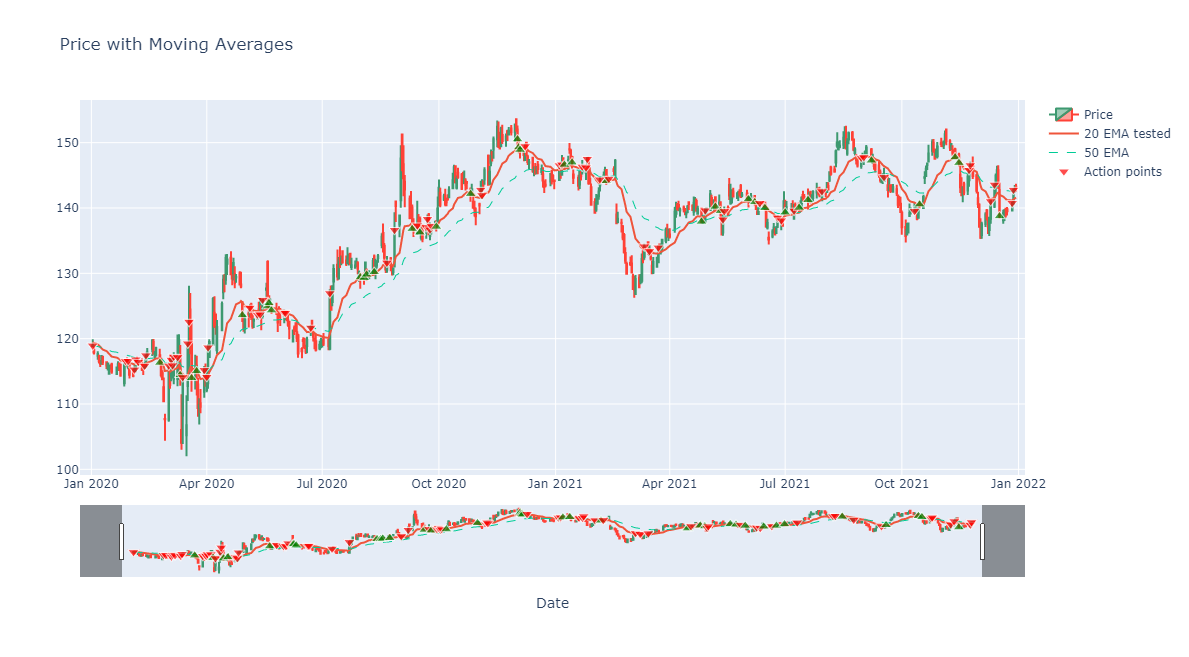 Price with Moving Averages
Price
20 EMA tested
50 EMA
Action points
150
140
130
120
110
100
Jan 2020 Apr 2020 Jul 2020 Oct 2020 Jan 2021 Apr 2021 Jul 2021 Oct 2021 Jan 2022
Date